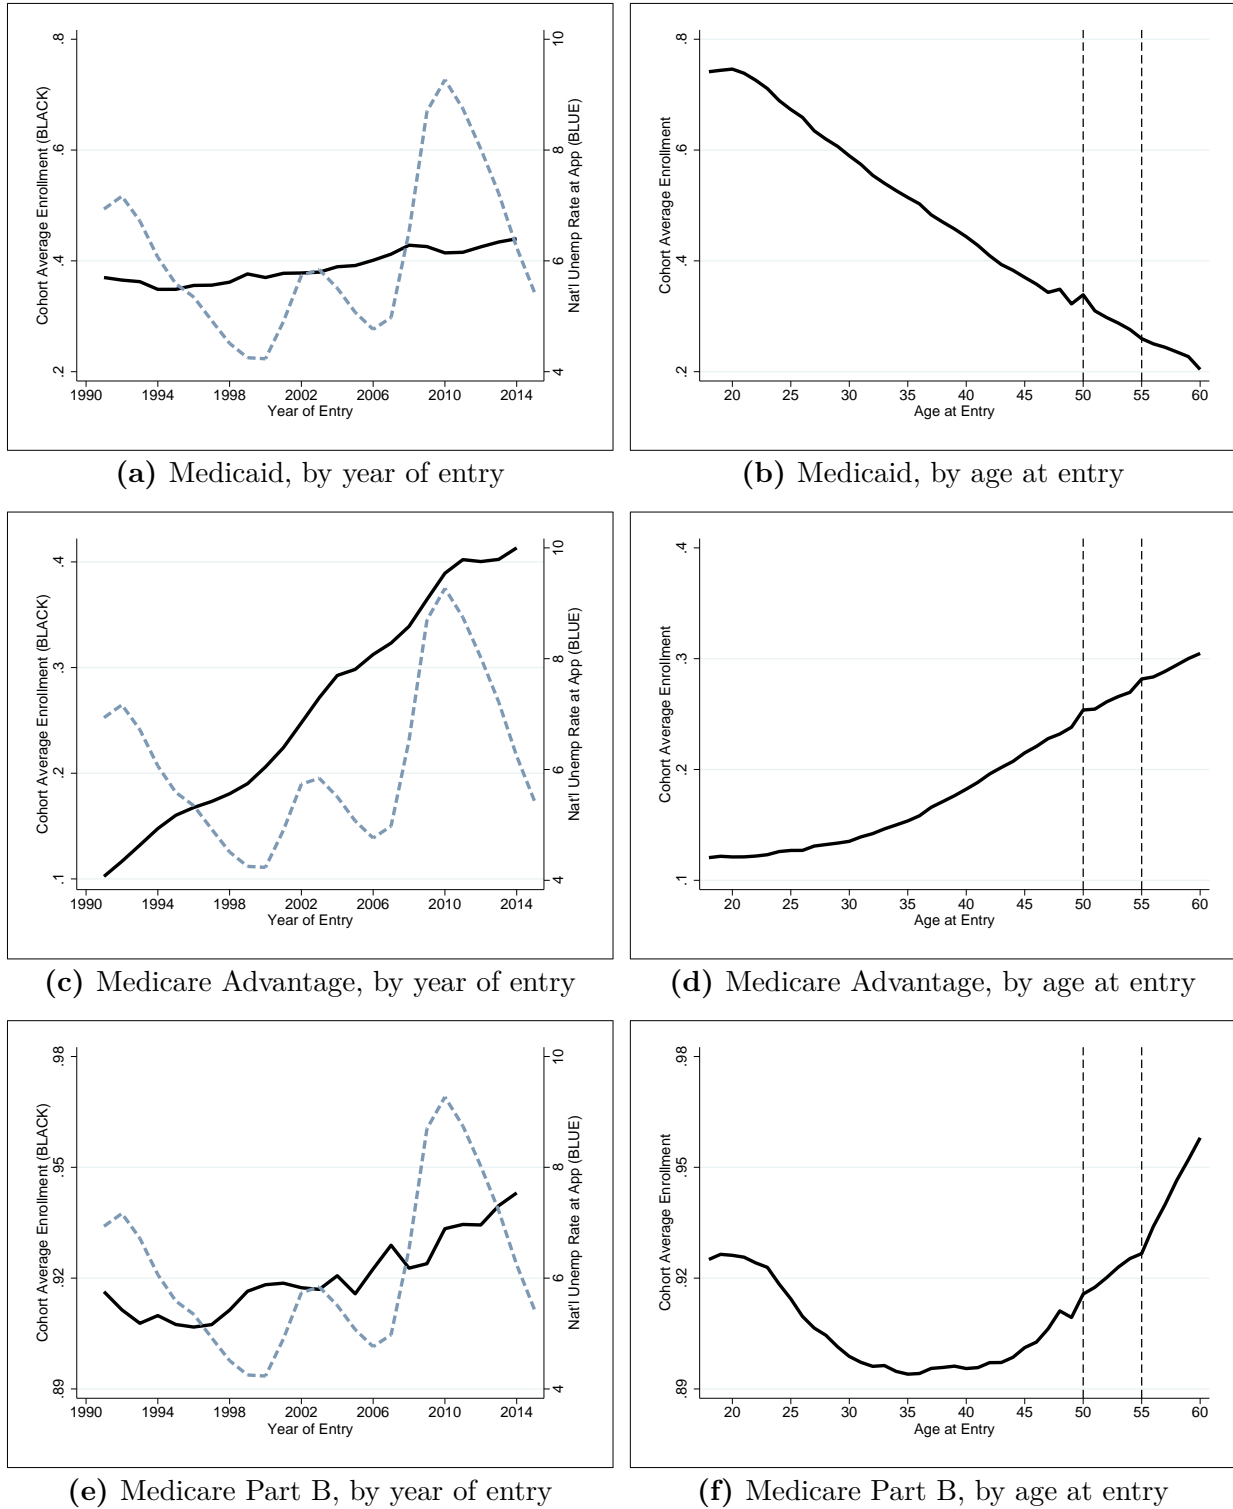 Cohort Average Enrollment (BLACK)
.2 .4 .6 .8
Nat'l Unemp Rate at App (BLUE)
4 6 8 10
1990 1994 1998 2002 2006 2010 2014
Year of Entry
(a) Medicaid, by year of entry
Cohort Average Enrollment
.2 .4 .6 .8
20 25 30 35 40 45 50 55 60
Age at Entry
(b) Medicaid, by age at entry
Cohort Average Enrollment (BLACK)
.1 .2 .3 .4
Nat'l Unemp Rate at App (BLUE)
4 6 8 10
1990 1994 1998 2002 2006 2010 2014
Year of Entry
(c) Medicare Advantage, by year of entry
Cohort Average Enrollment
.1 .2 .3 .4
20 25 30 35 40 45 50 55 60
Age at Entry
(d) Medicare Advantage, by age at entry
Cohort Average Enrollment (BLACK)
.89 .92 .95 .98
Nat'l Unemp Rate at App (BLUE)
4 6 8 10
1990 1994 1998 2002 2006 2010 2014
Year of Entry
(e) Medicare Part B, by year of entry
Cohort Average Enrollment
.89 .92 .95 .98
20 25 30 35 40 45 50 55 60
Age at Entry
(f) Medicare Part B, by age at entry